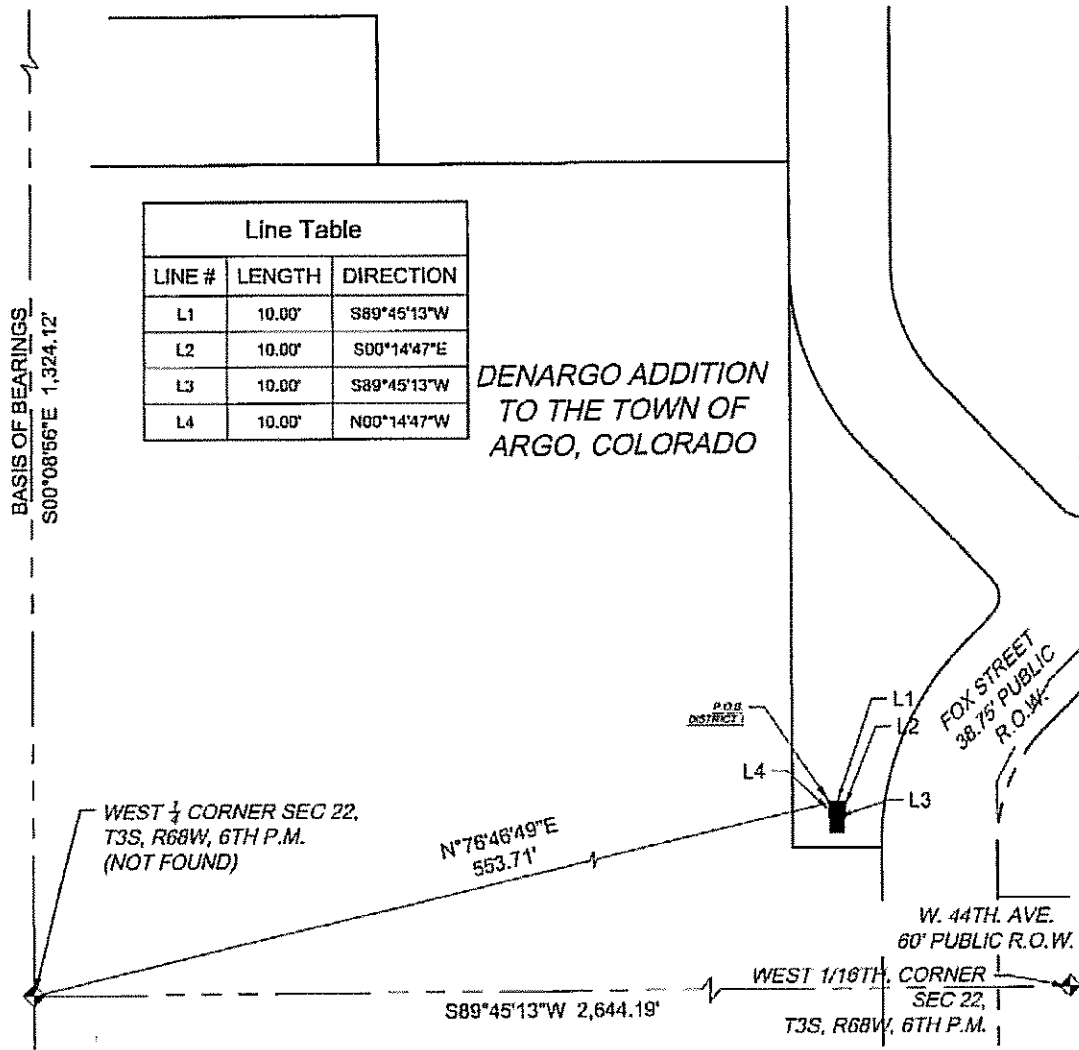 Line Table
LINE # LENGTH DIRECTION
L1 10.00' S89°45'13"W
L2 10.00' S00°14'47"E
L3 10.00' S89°45'13"W
L4 10.00' N00°14'47"W
BASIS OF BEARINGS
S00°08'56"E 1,324.12'
DENARGO ADDITION
TO THE TOWN OF
ARGO, COLORADO
FOX STREET
38.75' PUBLIC
R.O.W.
P.O.B.
DISTRICT 1
L1
L2
L4
L3
WEST ¼ CORNER SEC 22,
T3S, R68W, 6TH P.M.
(NOT FOUND)
N°76'46'49"E
553.71'
W. 44TH. AVE.
60' PUBLIC R.O.W.
WEST 1/16TH. CORNER
SEC 22,
T3S, R68W, 6TH P.M.
S89°45'13"W 2,644.19'